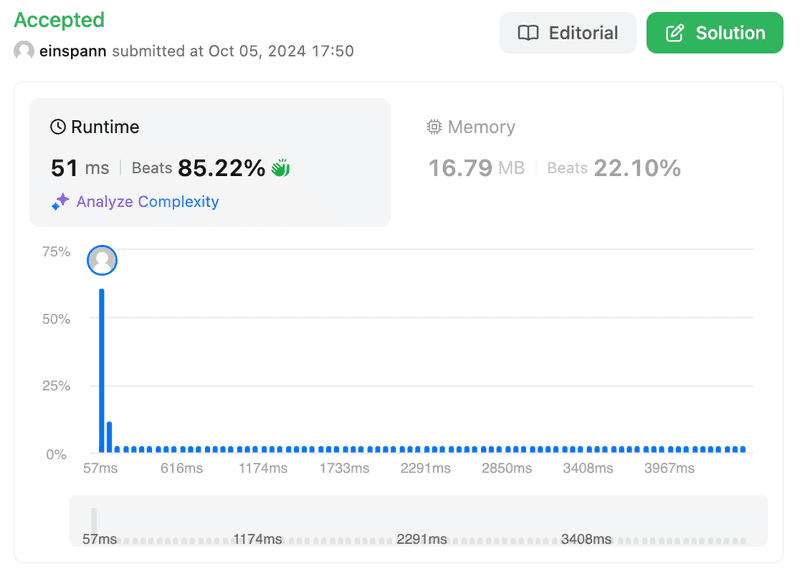 Accepted
einspann submitted at Oct 05, 2024 17:50
Editorial
Solution
Runtime
51 ms Beats 85.22%
Analyze Complexity
Memory
16.79 MB Beats 22.10%
75%
50%
25%
0%
57ms 616ms 1174ms 1733ms 2291ms 2850ms 3408ms 3967ms
57ms 1174ms 2291ms 3408ms